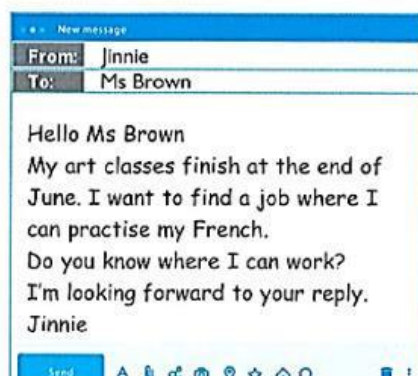 New message
From: Jinnie
To: Ms Brown
Hello Ms Brown
My art classes finish at the end of
June. I want to find a job where I
can practise my French.
Do you know where I can work?
I'm looking forward to your reply.
Jinnie
Send